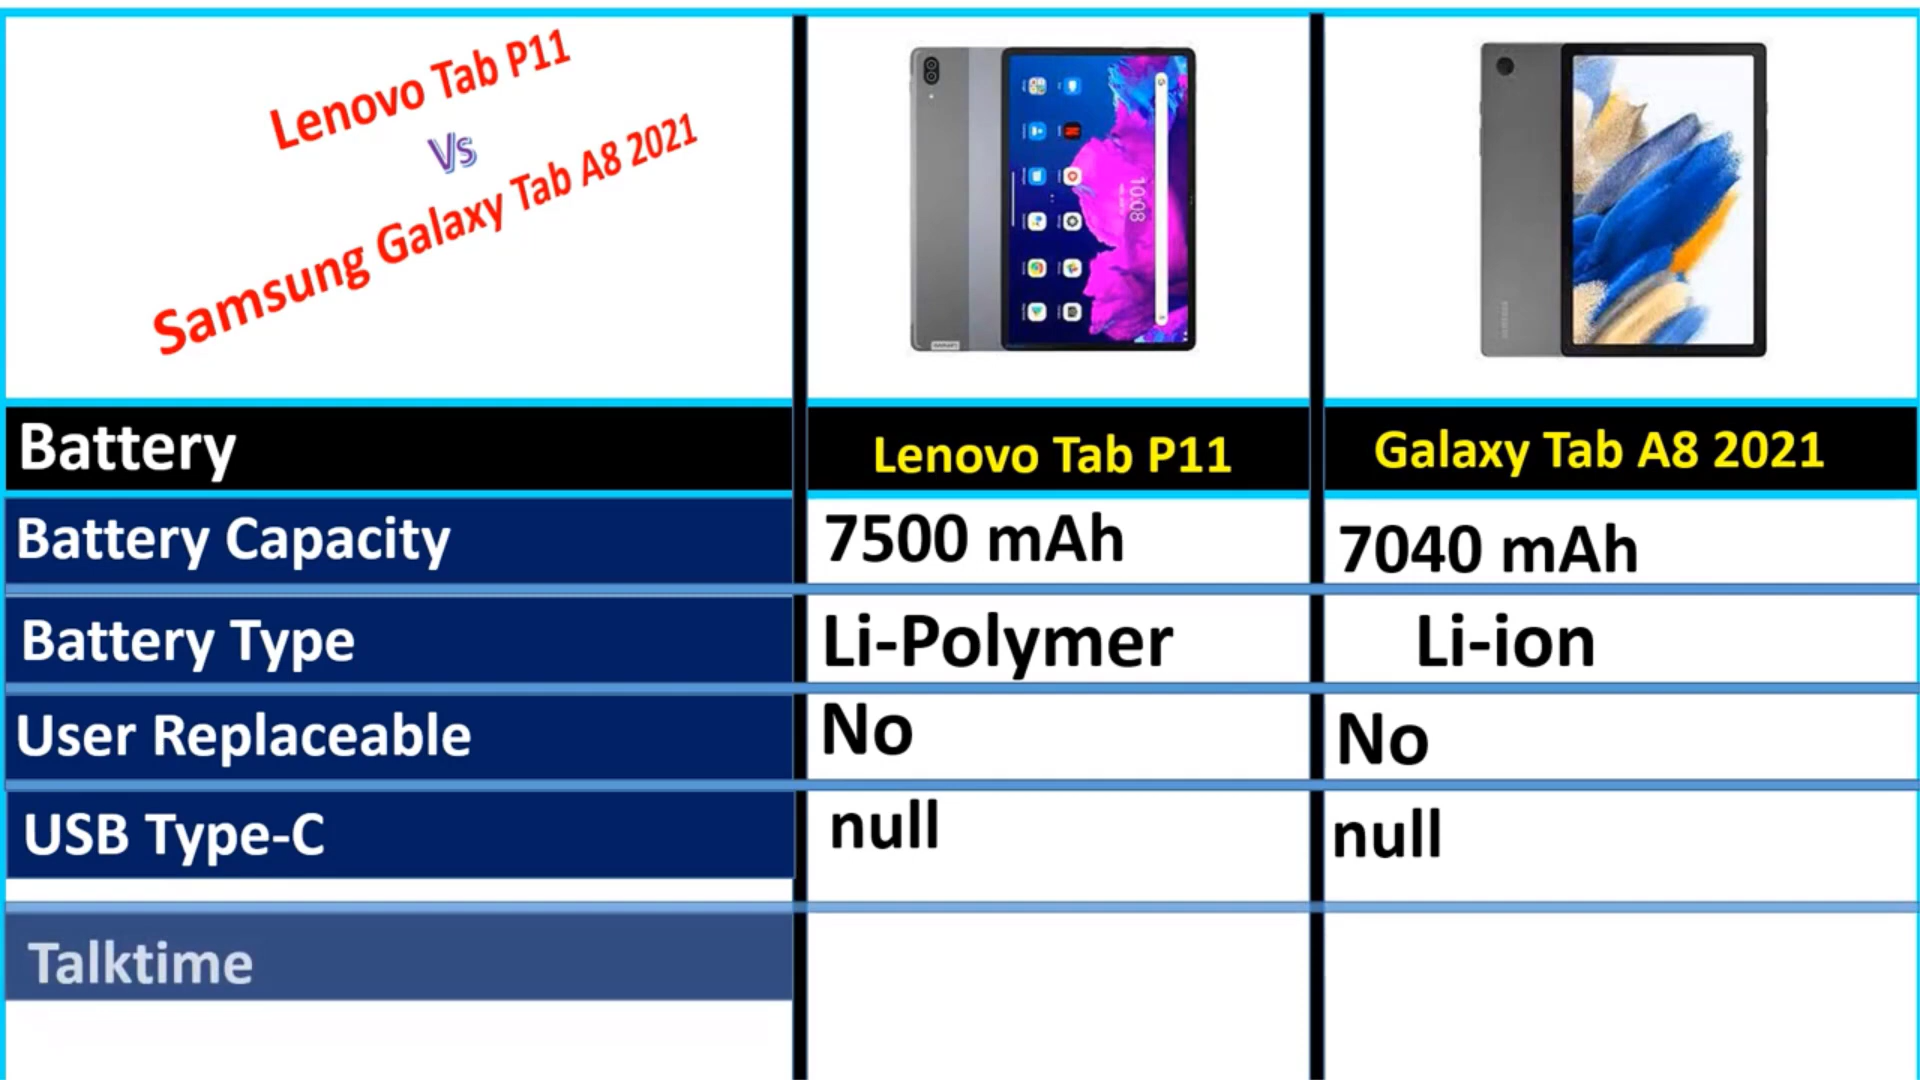 Lenovo Tab P11
Vs
Samsung Galaxy Tab A8 2021
10:08
Battery
Lenovo Tab P11
Galaxy Tab A8 2021
Battery Capacity
7500 mAh
7040 mAh
Battery Type
Li-Polymer
Li-ion
User Replaceable
No
No
USB Type-C
null
null
Talktime